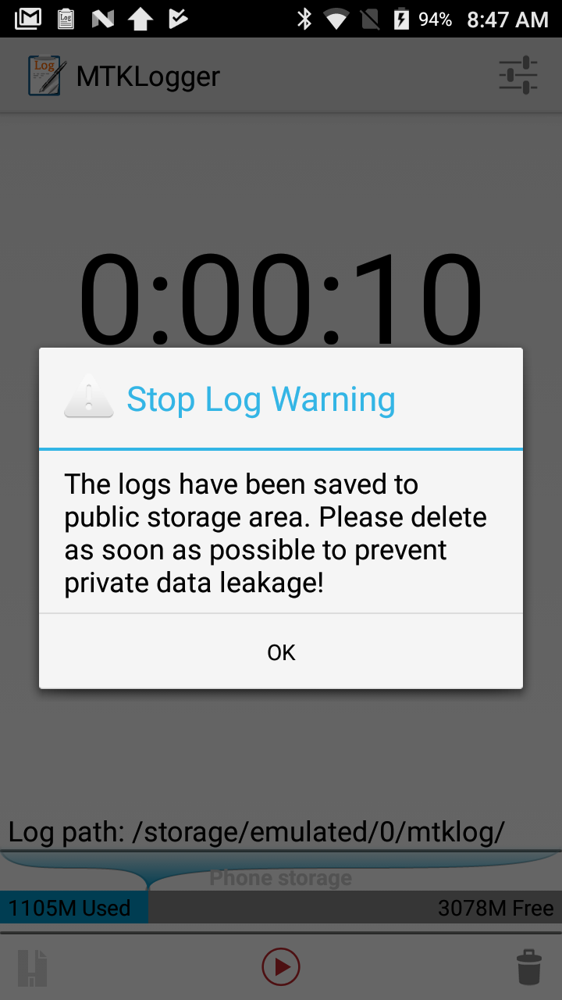 94% 8:47 AM
Log MTKLogger
0:00:10
Stop Log Warning
The logs have been saved to
public storage area. Please delete
as soon as possible to prevent
private data leakage!
OK
Log path: /storage/emulated/0/mtklog/
Phone storage
1105M Used 3078M Free